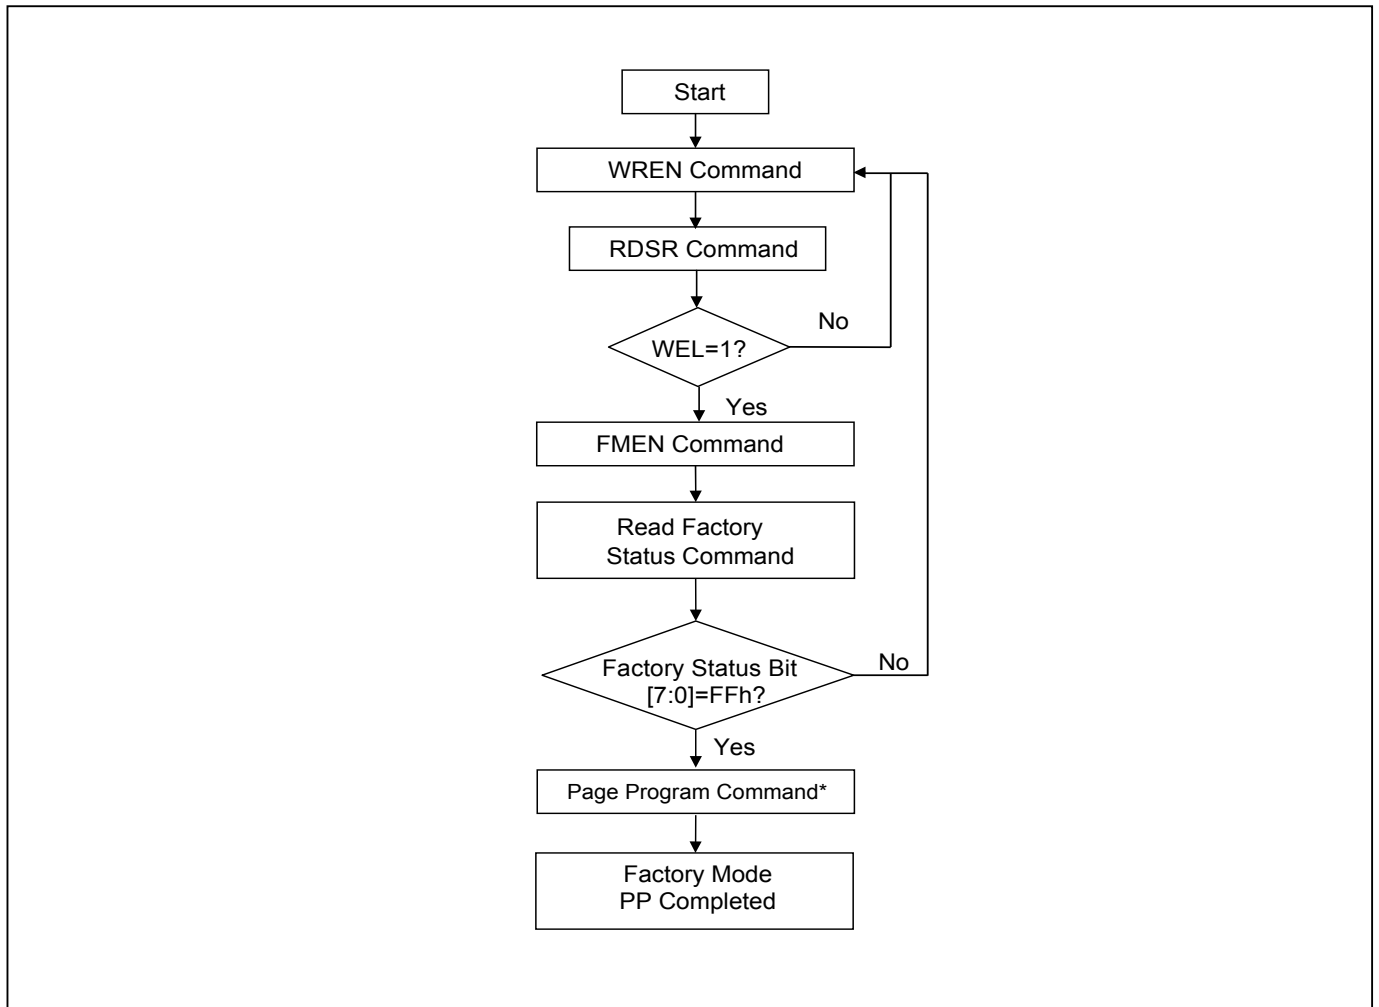 Start
WREN Command
RDSR Command
No
WEL=1?
Yes
FMEN Command
Read Factory
Status Command
Factory Status Bit
[7:0]=FFh?
No
Yes
Page Program Command*
Factory Mode
PP Completed